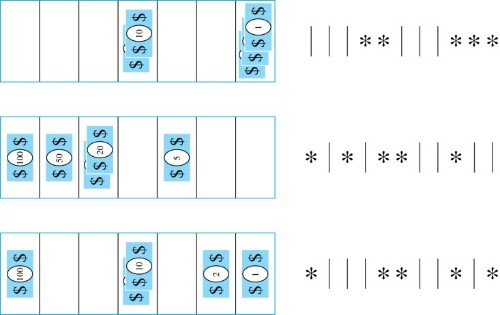 $ $ 10 $ $ $ $ 1 $ | | | * * | | | * * *
$ 100 $ $ 50 $ $ $ 20 $ $ 5 $ * | * | * * | | * | |
$ 100 $ $ $ 10 $ $ 2 $ $ 1 $ * | | | * * | | * | *